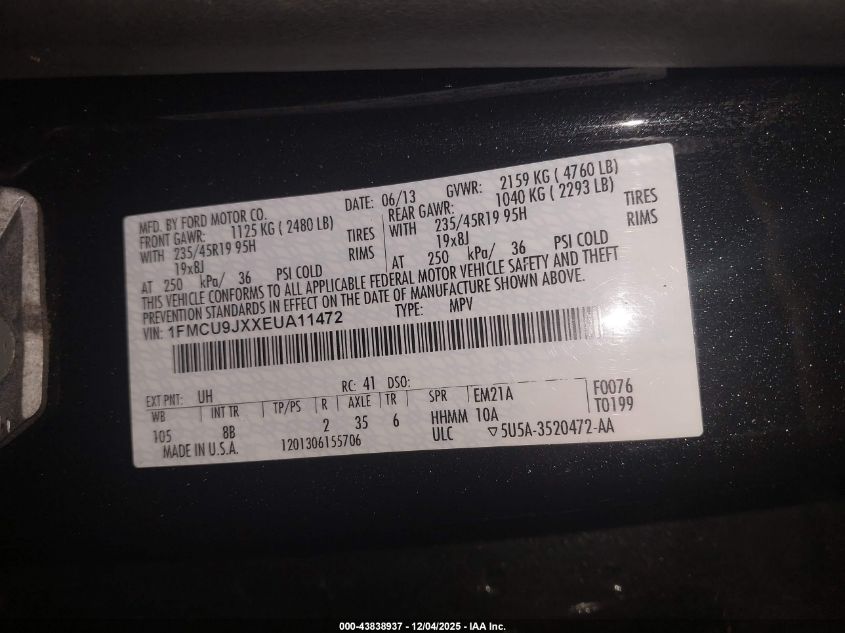 MFD. BY FORD MOTOR CO. DATE: 06/13 GVWR: 2159 KG ( 4760 LB)
FRONT GAWR: 1125 KG ( 2480 LB) REAR GAWR: 1040 KG ( 2293 LB)
WITH 235/45R19 95H TIRES WITH 235/45R19 95H TIRES
19x8J RIMS 19x8J RIMS
AT 250 kPa/ 36 PSI COLD AT 250 kPa/ 36 PSI COLD
THIS VEHICLE CONFORMS TO ALL APPLICABLE FEDERAL MOTOR VEHICLE SAFETY AND THEFT
PREVENTION STANDARDS IN EFFECT ON THE DATE OF MANUFACTURE SHOWN ABOVE.
VIN: 1FMCU9JXXEUA11472 TYPE: MPV
EXT PNT: UH RC: 41 DSO: F0076
WB INT TR TP/PS R AXLE TR SPR EM21A T0199
105 8B 2 35 6 HHMM 10A
MADE IN U.S.A. 1201306155706 ULC ▽5U5A-3520472-AA
000-43838937 - 12/04/2025 - IAA Inc.